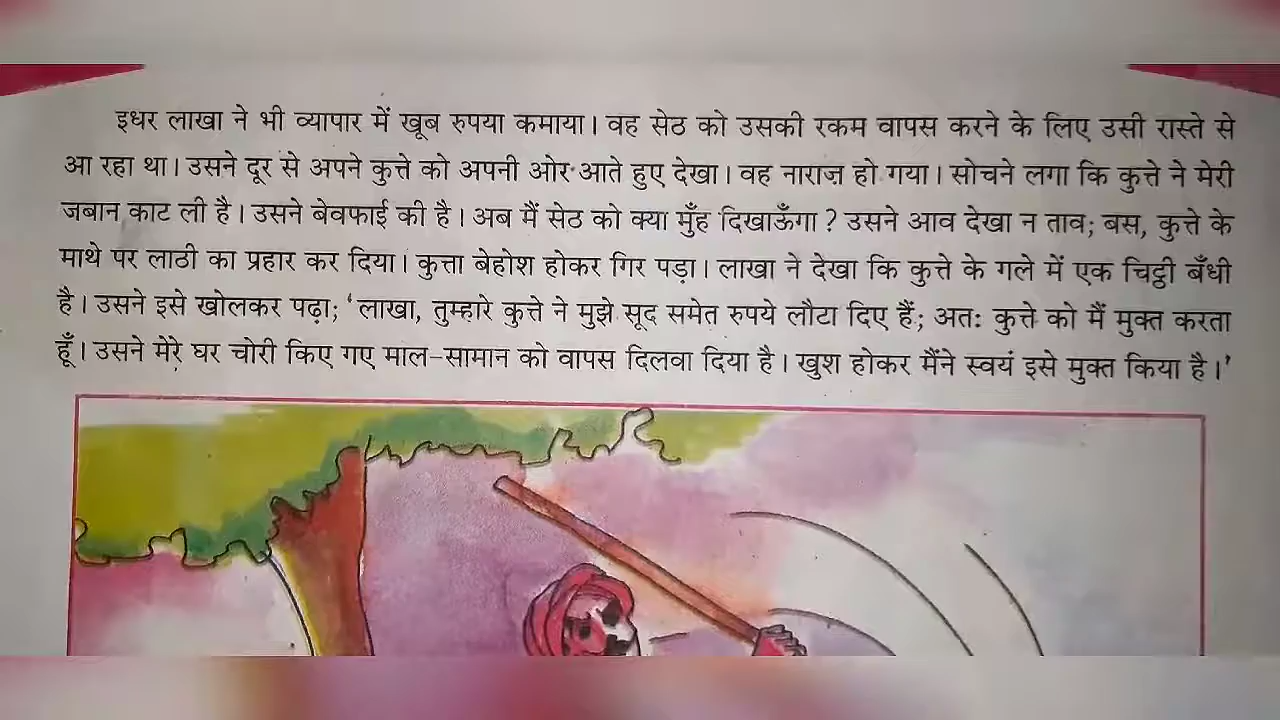 इधर लाखा ने भी व्यापार में खूब रुपया कमाया। वह सेठ को उसकी रकम वापस करने के लिए उसी रास्ते से
आ रहा था। उसने दूर से अपने कुत्ते को अपनी ओर आते हुए देखा। वह नाराज़ हो गया। सोचने लगा कि कुत्ते ने मेरी
जबान काट ली है। उसने बेवफाई की है। अब मैं सेठ को क्या मुँह दिखाऊँगा? उसने आव देखा न ताव; बस, कुत्ते के
माथे पर लाठी का प्रहार कर दिया। कुत्ता बेहोश होकर गिर पड़ा। लाखा ने देखा कि कुत्ते के गले में एक चिट्ठी बँधी
है। उसने इसे खोलकर पढ़ा; 'लाखा, तुम्हारे कुत्ते ने मुझे सूद समेत रुपये लौटा दिए हैं; अतः कुत्ते को मैं मुक्त करता
हूँ। उसने मेरे घर चोरी किए गए माल-सामान को वापस दिलवा दिया है। खुश होकर मैंने स्वयं इसे मुक्त किया है।'